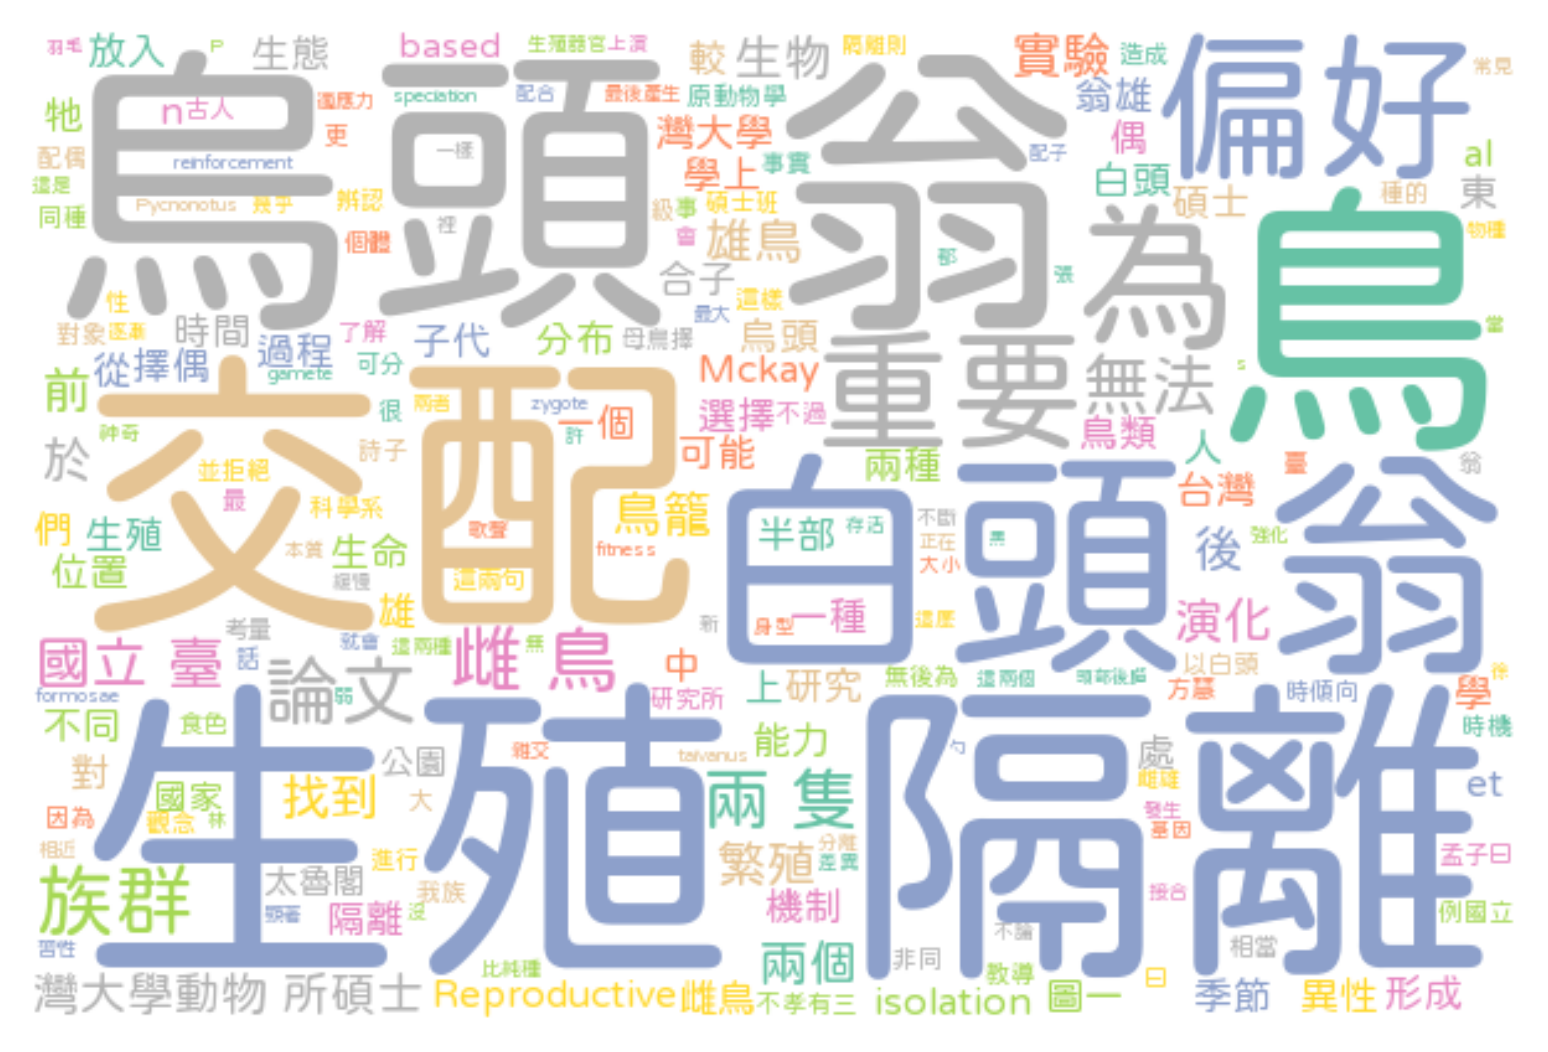 羽毛
放入
生態
based
生殖器官
上演
較
生物
隔離則
實驗
造成
偏好
常見
P
烏頭翁
牠
n
古人
適應力
speciation
配合
最後產生
原動物學
翁雄
更
灣大學
偶
配偶
reinforcement
一樣
學上
事實
配子
白頭
al
這是
同種
Pycnonotus
幾乎
辨認
級
事
碩士班
碩士
種的
東
個體
裡
會
雄鳥
為
鳥
物種
都
張
合子
性
最大
這樣
對象
逐漸
時間
過程
了解
子代
分布
母鳥擇
烏頭
當
從
擇偶
gamete
可分
Mckay
重要
無法
s
前
交配
很
兩者
zygote
一個
許
選擇
不過
鳥類
人
神奇
於
詩子
可能
兩種
臺
翁
並拒絕
最
科學系
歌聲
鳥籠
白頭翁
台灣
們
生殖
本質
生命
fitness
半部
存活
不斷
正在
大小
黑
後
強化
位置
緩慢
這兩句
雄
身型
一種
這麼
演化
考量
新
國立 臺
話
就會
這兩種
無
雌 鳥
中
formosae
論文
弱
研究所
上
研究
無後為
這兩個
頭部後腦
以白頭
方慧
時傾向
學
徐
不同
食色
生殖隔離
公園
雜交
taivanus
能力
勺
處
時機
對
國家
找到
大
兩 隻
雌雄
et
因為
觀念
林
發生
基因
相近
進行
繁殖
分離
差異
孟子曰
族群
太魯閣
我族
顯著
隔離
沒
機制
接合
例國立
習性
不論
相當
比純種
兩個
非同
教導
曰
灣大學動物
所碩士
Reproductive
雌鳥
不孝有三
isolation
圖一
季節
異性
形成